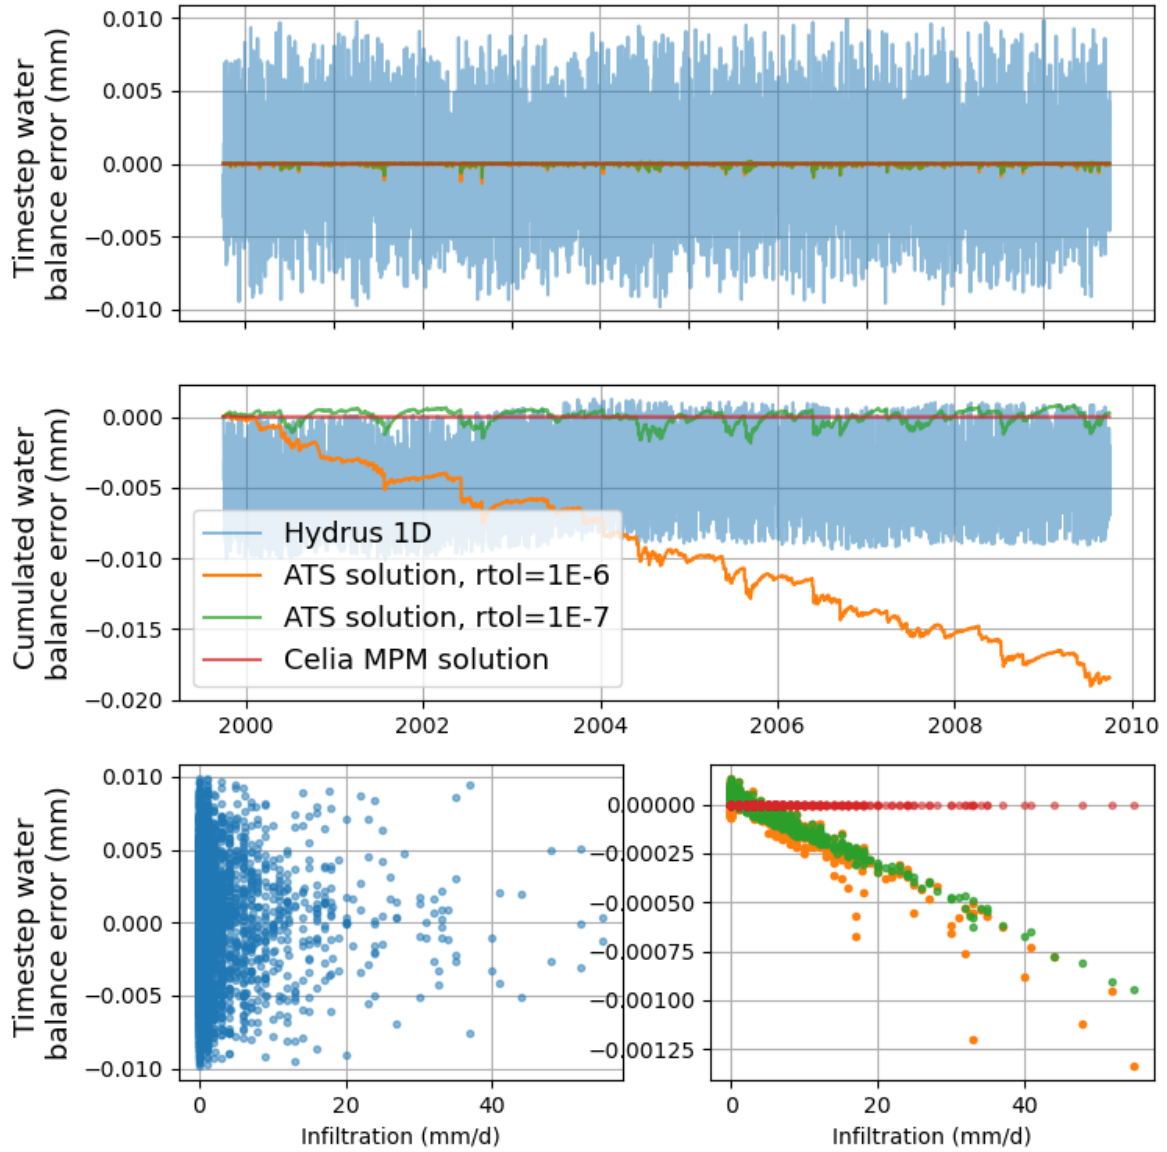 0.010
0.005
0.000
−0.005
−0.010
Timestep water
balance error (mm)
0.000
−0.005
−0.010
−0.015
−0.020
Cumulated water
balance error (mm)
Hydrus 1D
ATS solution, rtol=1E-6
ATS solution, rtol=1E-7
Celia MPM solution
2000 2002 2004 2006 2008 2010
0.010
0.005
0.000
−0.005
−0.010
Timestep water
balance error (mm)
0 20 40
Infiltration (mm/d)
0.00000
−0.00025
−0.00050
−0.00075
−0.00100
−0.00125
0 20 40
Infiltration (mm/d)